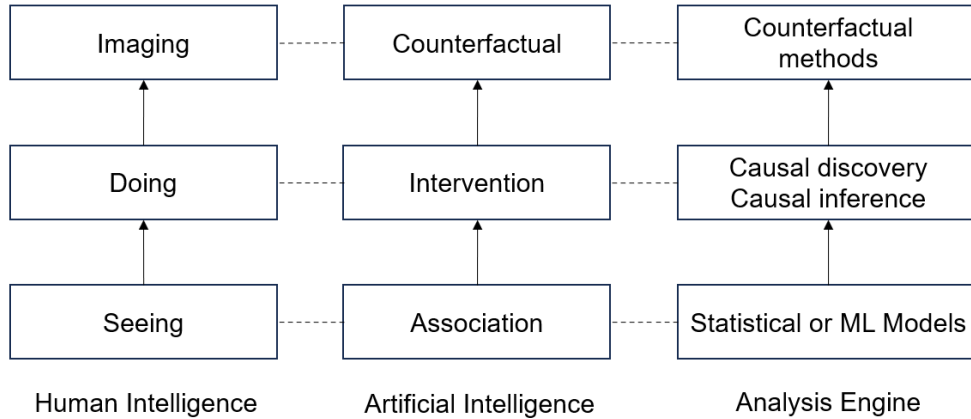 Imaging
Counterfactual
Counterfactual
methods
Doing
Intervention
Causal discovery
Causal inference
Seeing
Association
Statistical or ML Models
Human Intelligence
Artificial Intelligence
Analysis Engine